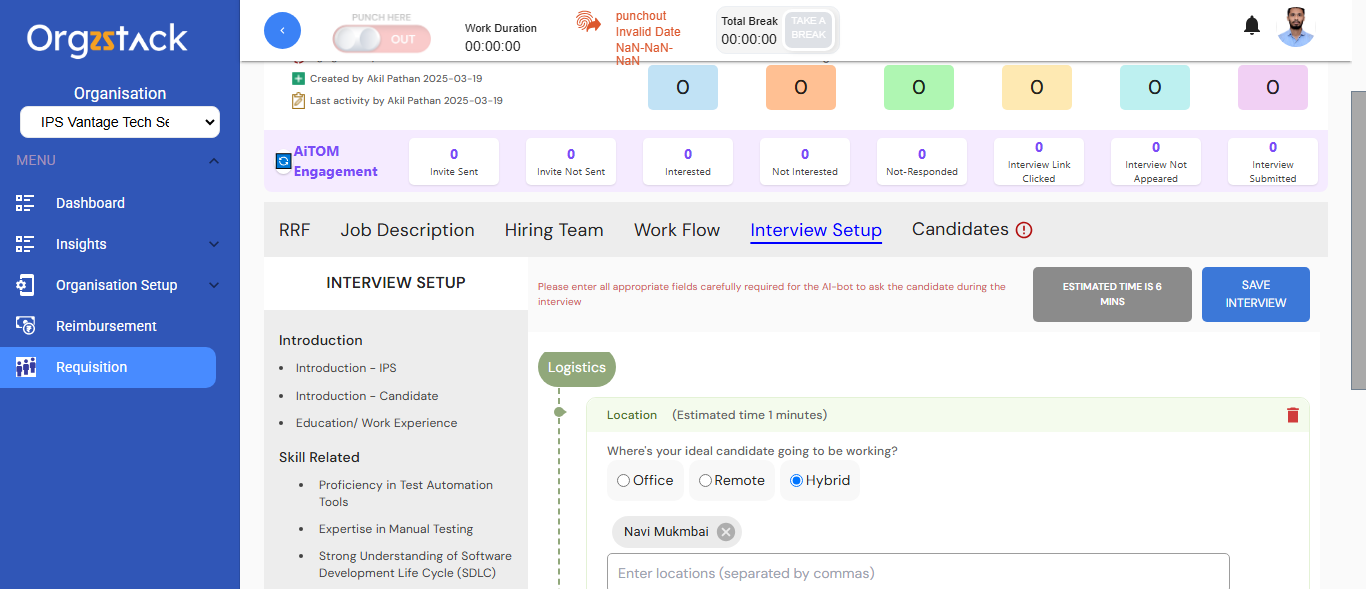 Orgzstack
Organisation
IPS Vantage Tech Se
MENU
Dashboard
Insights
Organisation Setup
Reimbursement
Requisition
PUNCH HERE
OUT
Work Duration
00:00:00
punchout
Invalid Date
NaN-NaN-
NaN
Total Break
00:00:00
TAKE A
BREAK
Created by Akil Pathan 2025-03-19
Last activity by Akil Pathan 2025-03-19
0 0 0 0 0 0
AiTOM
Engagement
0
Invite Sent
0
Invite Not Sent
0
Interested
0
Not Interested
0
Not-Responded
0
Interview Link
Clicked
0
Interview Not
Appeared
0
Interview
Submitted
RRF Job Description Hiring Team Work Flow Interview Setup Candidates
INTERVIEW SETUP
Introduction
Introduction - IPS
Introduction - Candidate
Education/ Work Experience
Skill Related
Proficiency in Test Automation
Tools
Expertise in Manual Testing
Strong Understanding of Software
Development Life Cycle (SDLC)
Please enter all appropriate fields carefully required for the AI-bot to ask the candidate during the
interview
ESTIMATED TIME IS 6
MINS
SAVE
INTERVIEW
Logistics
Location (Estimated time 1 minutes)
Where's your ideal candidate going to be working?
Office Remote Hybrid
Navi Mukmbai
Enter locations (separated by commas)